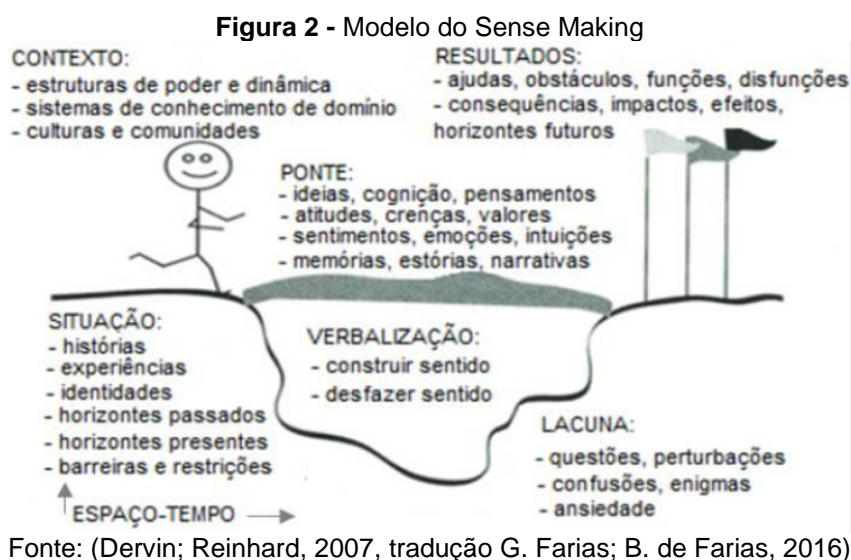 Figura 2 - Modelo do Sense Making
CONTEXTO:
- estruturas de poder e dinâmica
- sistemas de conhecimento de domínio
- culturas e comunidades
RESULTADOS:
- ajudas, obstáculos, funções, disfunções
- consequências, impactos, efeitos,
horizontes futuros
PONTE:
- ideias, cognição, pensamentos
- atitudes, crenças, valores
- sentimentos, emoções, intuições
- memórias, estórias, narrativas
SITUAÇÃO:
- histórias
- experiências
- identidades
- horizontes passados
- horizontes presentes
- barreiras e restrições
ESPAÇO-TEMPO
VERBALIZAÇÃO:
- construir sentido
- desfazer sentido
LACUNA:
- questões, perturbações
- confusões, enigmas
- ansiedade
Fonte: (Dervin; Reinhard, 2007, tradução G. Farias; B. de Farias, 2016)